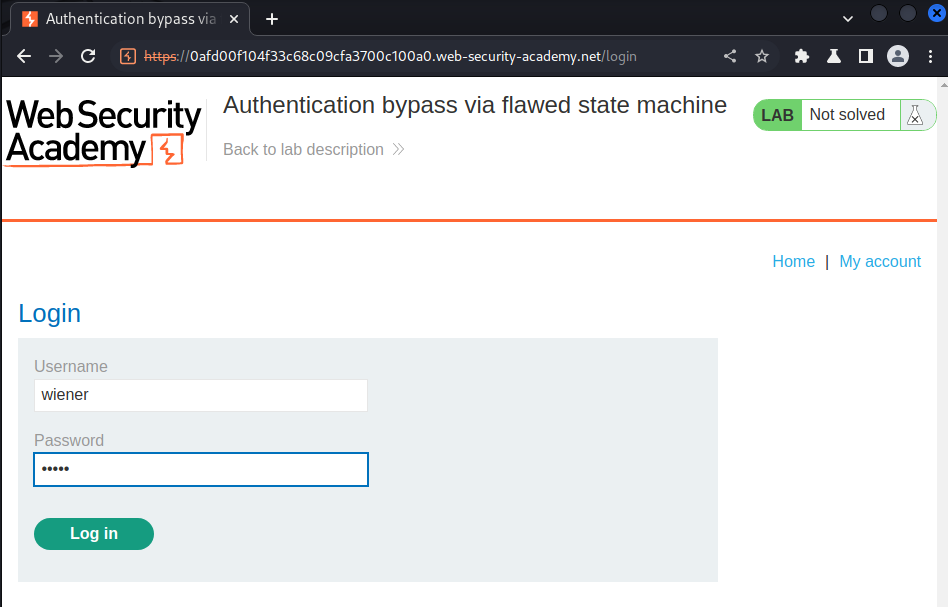 Authentication bypass via
https://0afd00f104f33c68c09cfa3700c100a0.web-security-academy.net/login
Web Security
Academy
Authentication bypass via flawed state machine
Back to lab description
LAB Not solved
Home | My account
Login
Username
wiener
Password
•••••
Log in